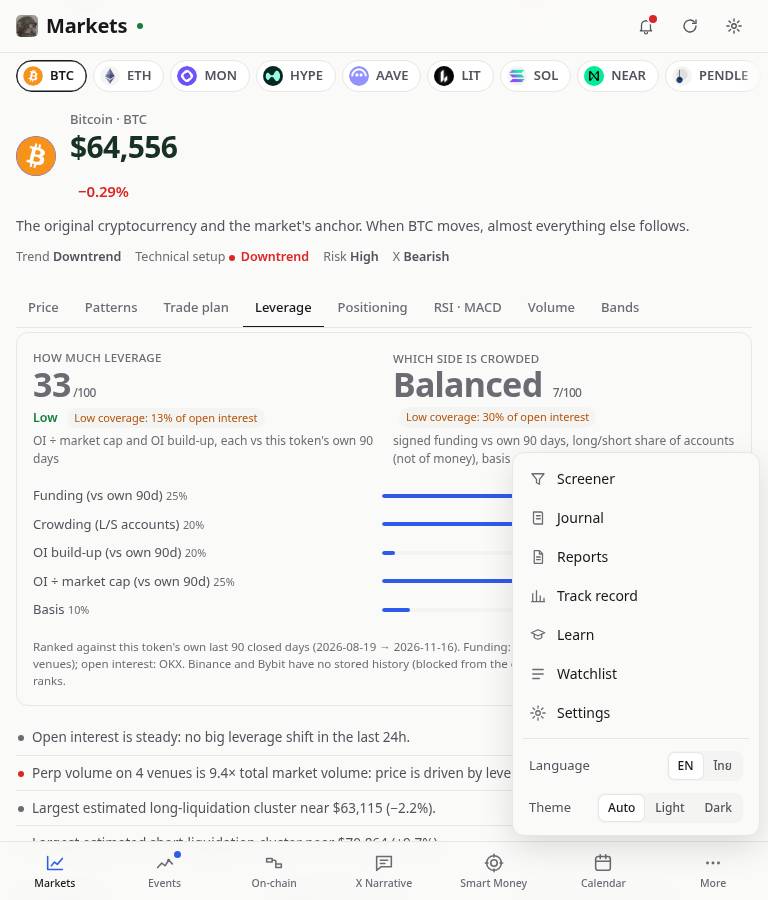 Markets
BTC ETH MON HYPE AAVE LIT SOL NEAR PENDLE
Bitcoin · BTC
$64,556
−0.29%
The original cryptocurrency and the market's anchor. When BTC moves, almost everything else follows.
Trend Downtrend Technical setup Downtrend Risk High X Bearish
Price Patterns Trade plan Leverage Positioning RSI · MACD Volume Bands
HOW MUCH LEVERAGE
33/100
Low Low coverage: 13% of open interest
OI ÷ market cap and OI build-up, each vs this token's own 90
days
WHICH SIDE IS CROWDED
Balanced 7/100
Low coverage: 30% of open interest
signed funding vs own 90 days, long/short share of accounts
(not of money), basis
Funding (vs own 90d) 25%
Crowding (L/S accounts) 20%
OI build-up (vs own 90d) 20%
OI ÷ market cap (vs own 90d) 25%
Basis 10%
Ranked against this token's own last 90 closed days (2026-08-19 → 2026-11-16). Funding:
venues); open interest: OKX. Binance and Bybit have no stored history (blocked from the
ranks.
Open interest is steady: no big leverage shift in the last 24h.
Perp volume on 4 venues is 9.4× total market volume: price is driven by leve
Largest estimated long-liquidation cluster near $63,115 (−2.2%).
Screener
Journal
Reports
Track record
Learn
Watchlist
Settings
Language EN ไทย
Theme Auto Light Dark
Markets Events On-chain X Narrative Smart Money Calendar More